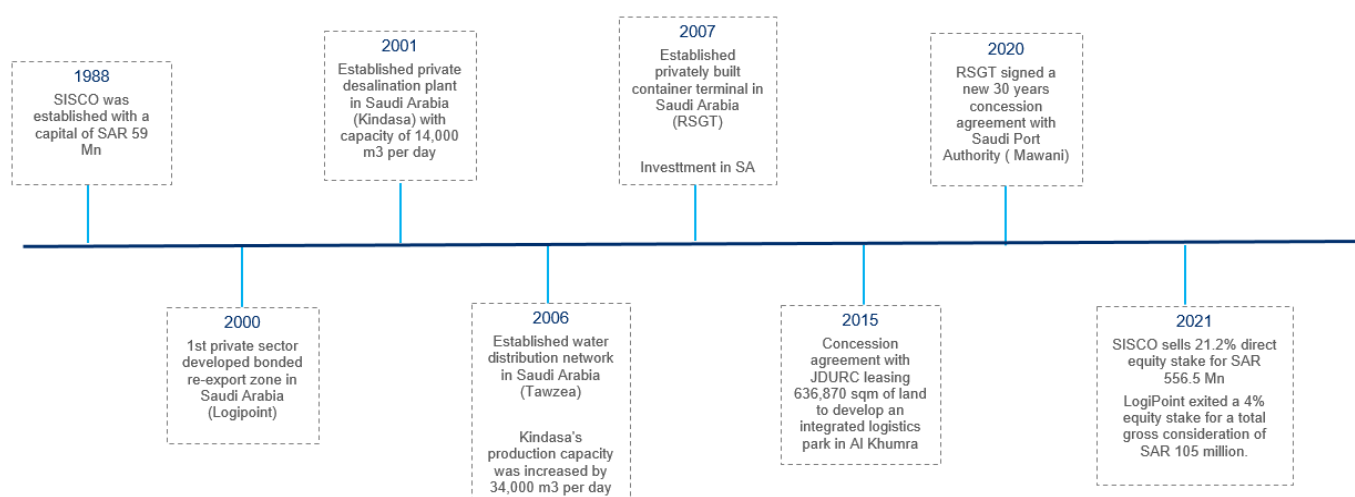 1988
SISCO was
established with a
capital of SAR 59
Mn
2000
1st private sector
developed bonded
re-export zone in
Saudi Arabia
(Logipoint)
2001
Established private
desalination plant
in Saudi Arabia
(Kindasa) with
capacity of 14,000
m3 per day
2006
Established water
distribution network
in Saudi Arabia
(Tawzea)
Kindasa's
production capacity
was increased by
34,000 m3 per day
2007
Established
privately built
container terminal in
Saudi Arabia
(RSGT)
Investtment in SA
2015
Concession
agreement with
JDURC leasing
636,870 sqm of land
to develop an
integrated logistics
park in Al Khumra
2020
RSGT signed a
new 30 years
concession
agreement with
Saudi Port
Authority ( Mawani)
2021
SISCO sells 21.2% direct
equity stake for SAR
556.5 Mn
LogiPoint exited a 4%
equity stake for a total
gross consideration of
SAR 105 million.